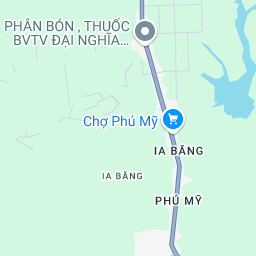 PHÂN BÓN , THUỐC
BVTV ĐẠI NGHĨA...
Chợ Phú Mỹ
IA BĂNG
IA BĂNG
PHÚ MỸ